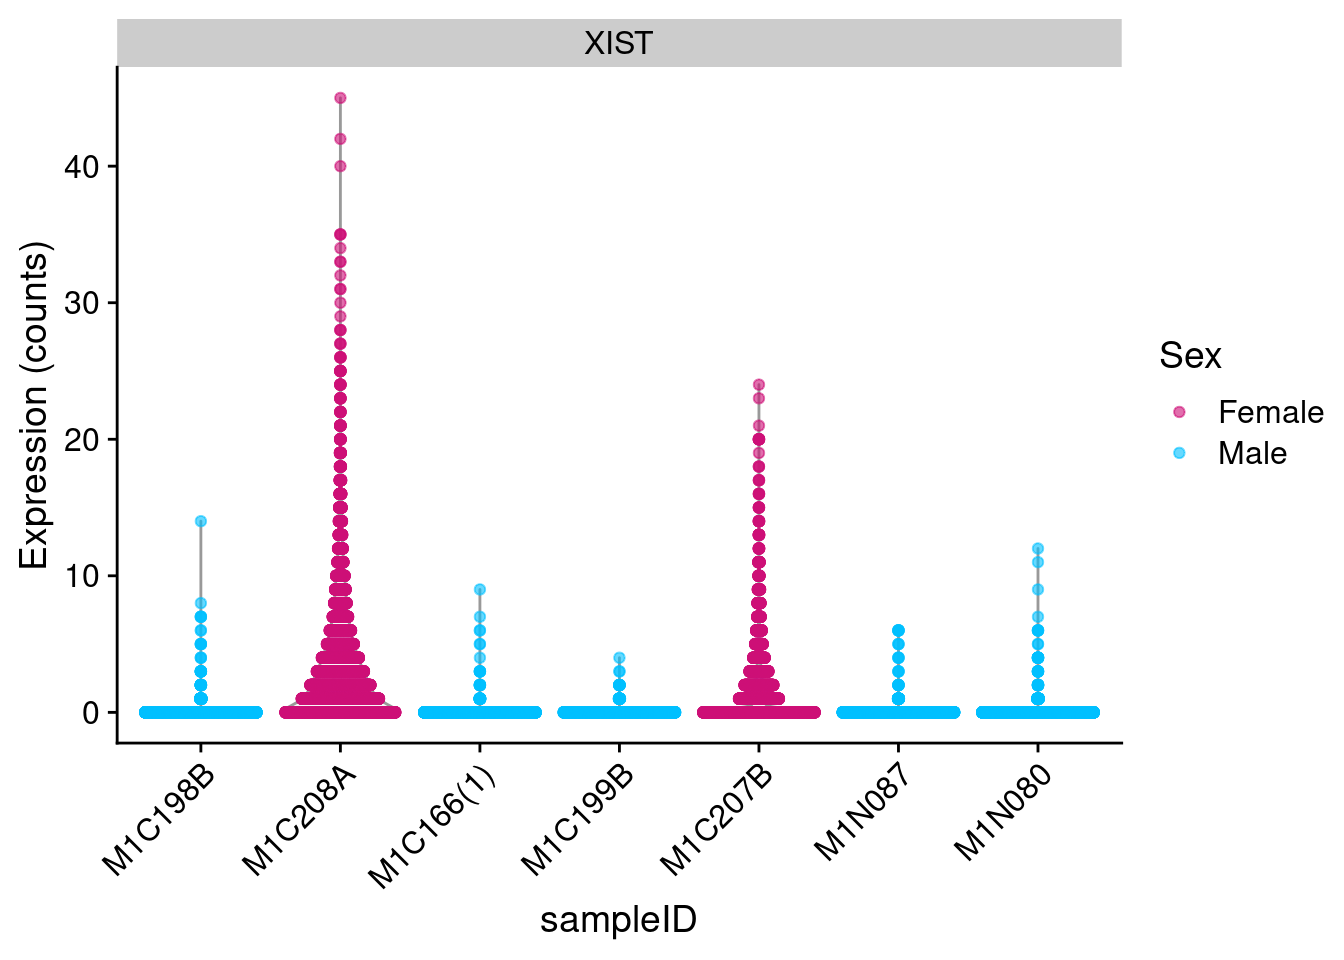 XIST
Expression (counts)
40
30
20
10
0
M1C198B
M1C208A
M1C166(1)
M1C199B
M1C207B
M1N087
M1N080
sampleID
Sex
Female
Male